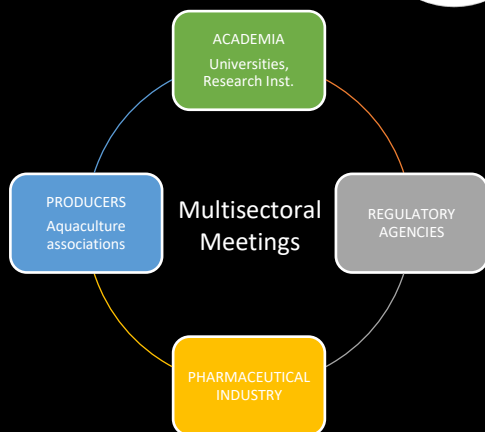 ACADEMIA
Universities,
Research Inst.
PRODUCERS
Aquaculture
associations
Multisectoral
Meetings
REGULATORY
AGENCIES
PHARMACEUTICAL
INDUSTRY